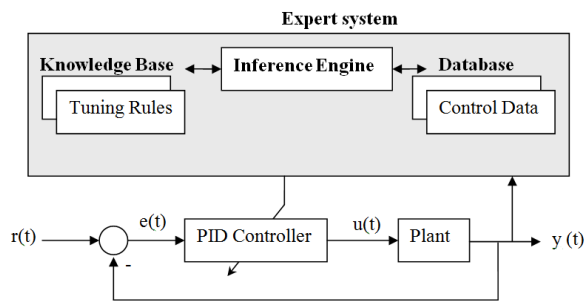 Expert system
Knowledge Base
Inference Engine
Database
Tuning Rules
Control Data
r(t)
e(t)
PID Controller
u(t)
Plant
y (t)
-